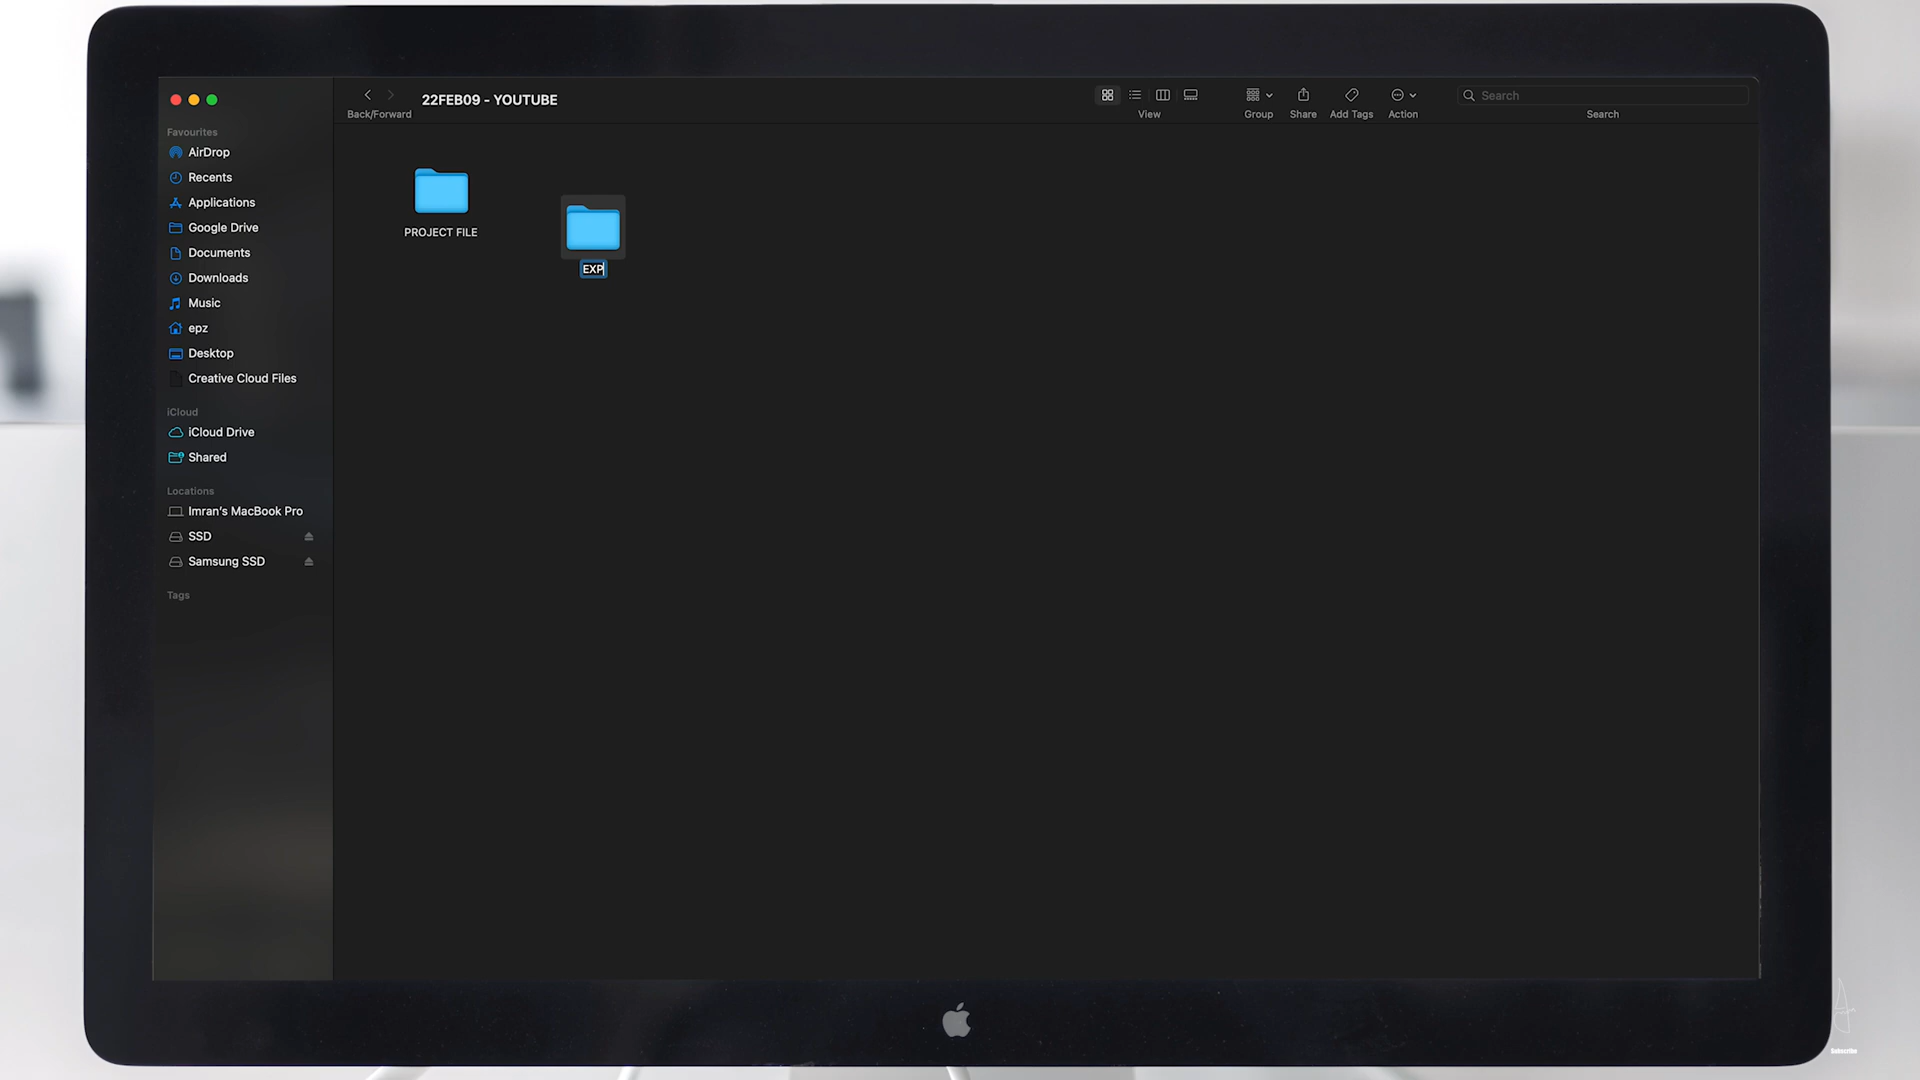 22FEB09 - YOUTUBE
Back/Forward
View
Group
Share
Add Tags
Action
Search
Search
Favourites
AirDrop
Recents
Applications
Google Drive
Documents
Downloads
Music
epz
Desktop
Creative Cloud Files
iCloud
iCloud Drive
Shared
Locations
Imran's MacBook Pro
SSD
Samsung SSD
Tags
PROJECT FILE
EXP
Subscribe